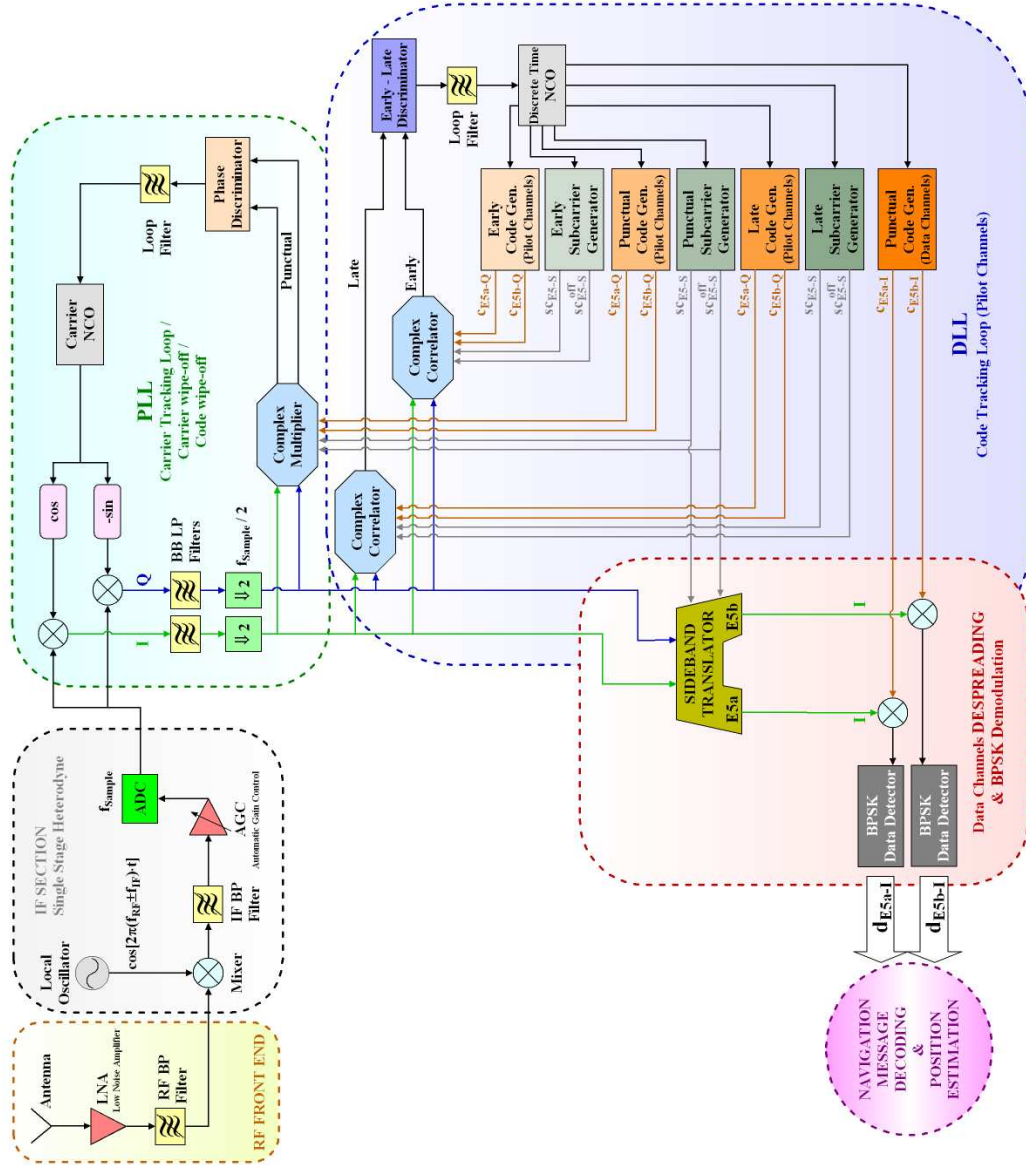 Antenna
LNA
Low Noise Amplifier
RF BP
Filter
RF FRONT END
IF SECTION
Single Stage Heterodyne
Local
Oscillator
cos[2π(fRF±fIF)·t]
Mixer
IF BP
Filter
AGC
Automatic Gain Control
fSample
ADC
PLL
Carrier Tracking Loop /
Carrier wipe-off /
Code wipe-off
cos
-sin
Carrier
NCO
Loop
Filter
Phase
Discriminator
I
Q
BB LP
Filters
⇓2
⇓2
fSample / 2
Complex
Multiplier
Punctual
Late
Early
Complex
Correlator
Complex
Correlator
Early - Late
Discriminator
Loop
Filter
Discrete Time
NCO
Early
Code Gen.
(Pilot Channels)
Early
Subcarrier
Generator
Punctual
Code Gen.
(Pilot Channels)
Punctual
Subcarrier
Generator
Late
Code Gen.
(Pilot Channels)
Late
Subcarrier
Generator
Punctual
Code Gen.
(Data Channels)
cE5a-Q
cE5b-Q
scE5-S
scoffE5-S
cE5a-Q
cE5b-Q
scE5-S
scoffE5-S
cE5a-Q
cE5b-Q
scE5-S
scoffE5-S
cE5a-I
cE5b-I
DLL
Code Tracking Loop (Pilot Channels)
SIDEBAND
TRANSLATOR
E5a
E5b
I
I
BPSK
Data Detector
BPSK
Data Detector
Data Channels DESPREADING
& BPSK Demodulation
dE5a-I
dE5b-I
NAVIGATION
MESSAGE
DECODING
&
POSITION
ESTIMATION